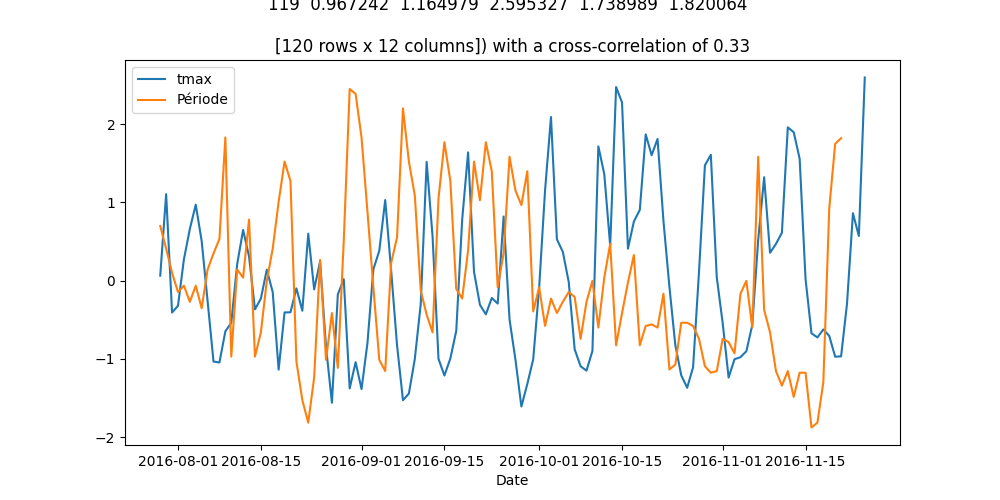 119 0.967242 1.164979 2.595327 1.738989 1.820064
[120 rows x 12 columns]) with a cross-correlation of 0.33
tmax
Période
2
1
0
−1
−2
2016-08-01 2016-08-15 2016-09-01 2016-09-15 2016-10-01 2016-10-15 2016-11-01 2016-11-15
Date